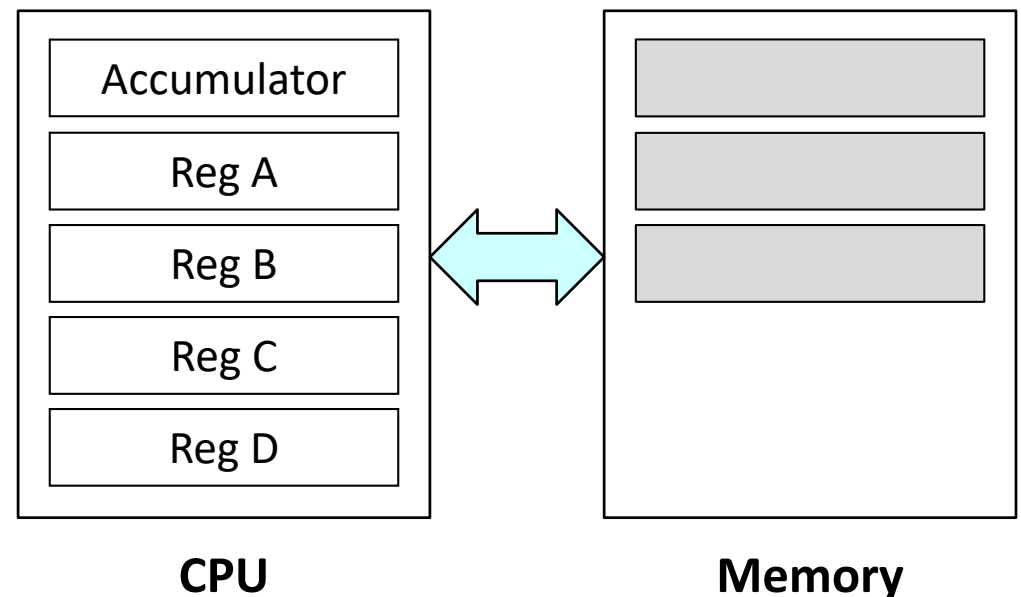 Accumulator
Reg A
Reg B
Reg C
Reg D
CPU
Memory